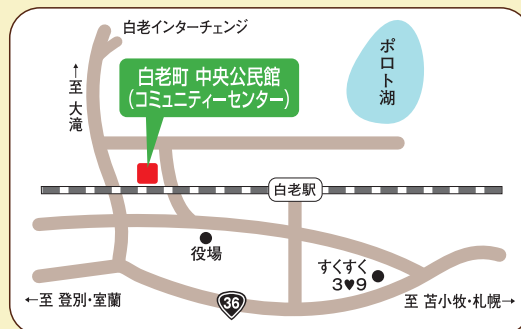 白老インターチェンジ
←至 大滝
白老町 中央公民館
(コミュニティーセンター)
ポロト湖
白老駅
役場
すくすく
3♥9
←至 登別・室蘭
36
至 苫小牧・札幌→